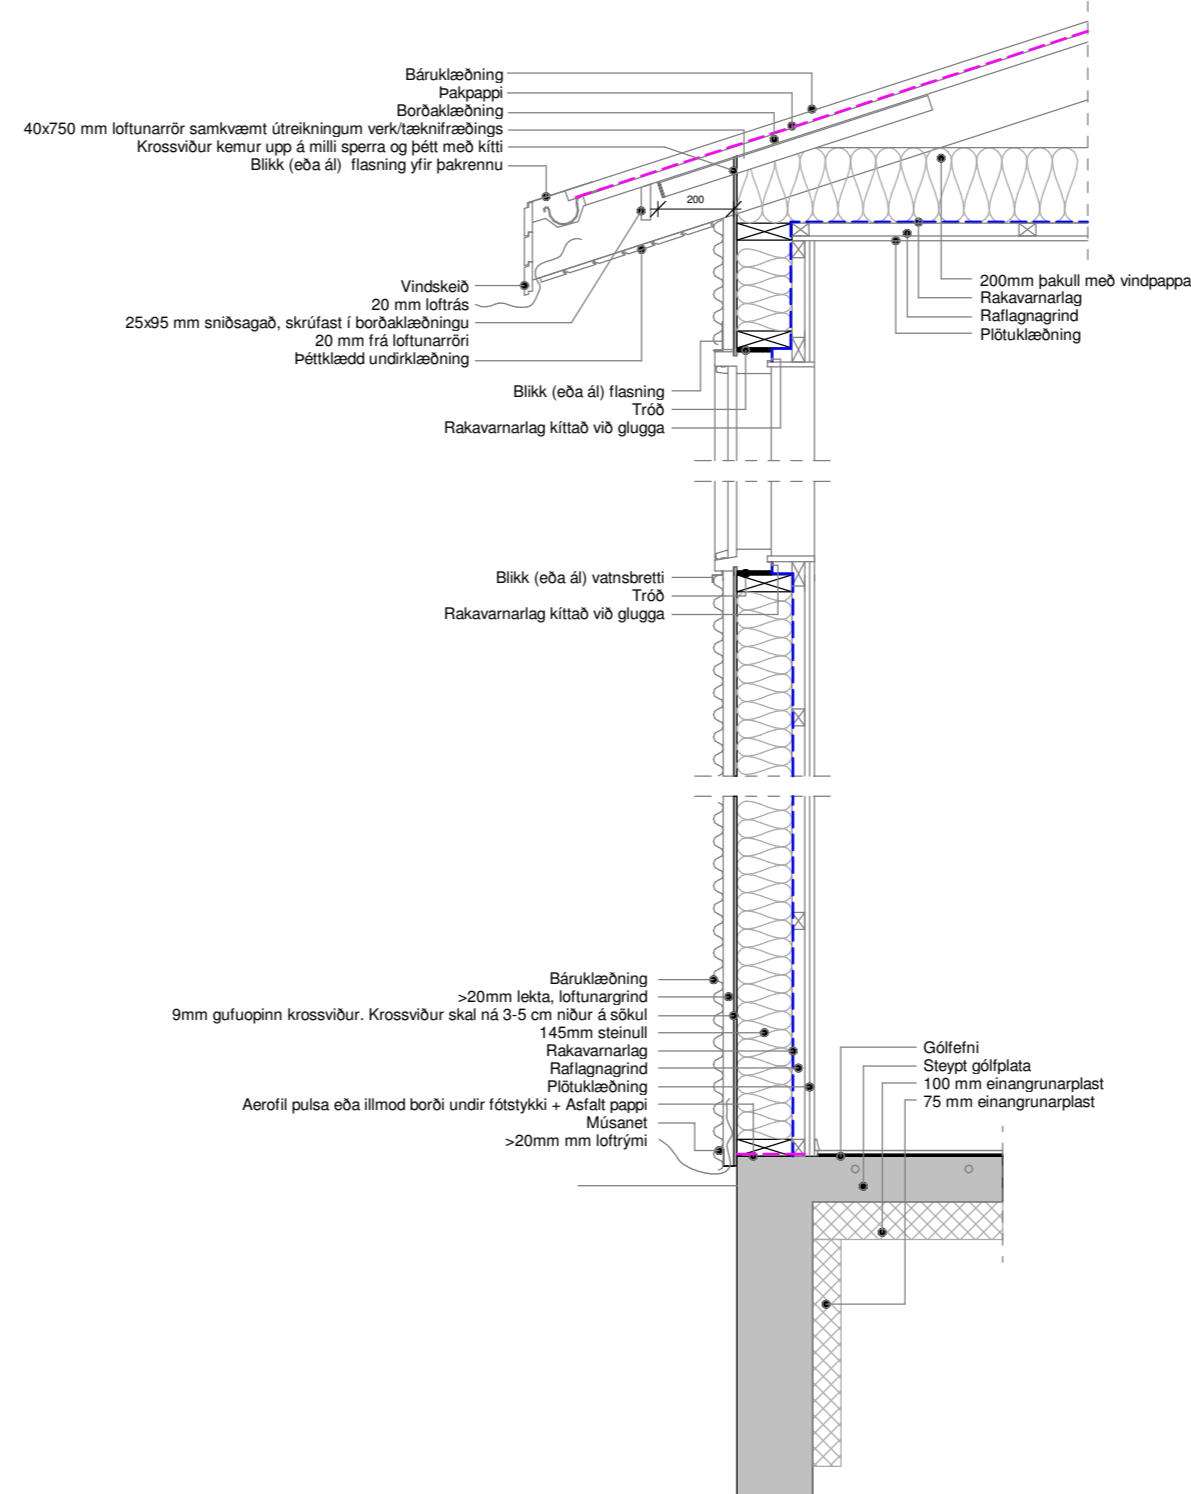 Báruklæðning
Þakpappi
Borðaklæðning
40x750 mm loftunarrör samkvæmt útreikningum verk/tæknifræðings
Krossviður kemur upp á milli sperra og þétt með kítti
Blikk (eða ál) flasning yfir þakrennu
200
Vindskeið
20 mm loftrás
25x95 mm sniðsagað, skrúfast í borðaklæðningu
20 mm frá loftunarröri
Þéttklædd undirklæðning
200mm þakull með vindpappa
Rakavarnarlag
Raflagnagrind
Plötuklæðning
Blikk (eða ál) flasning
Tróð
Rakavarnarlag kíttað við glugga
Blikk (eða ál) vatnsbretti
Tróð
Rakavarnarlag kíttað við glugga
Báruklæðning
>20mm lekta, loftunargrind
9mm gufuopinn krossviður. Krossviður skal ná 3-5 cm niður á sökul
145mm steinull
Rakavarnarlag
Raflagnagrind
Plötuklæðning
Aerofil pulsa eða illmod borði undir fótstykki + Asfalt pappi
Músanet
>20mm mm loftrými
Gólfefni
Steypt gólfplata
100 mm einangrunarplast
75 mm einangrunarplast